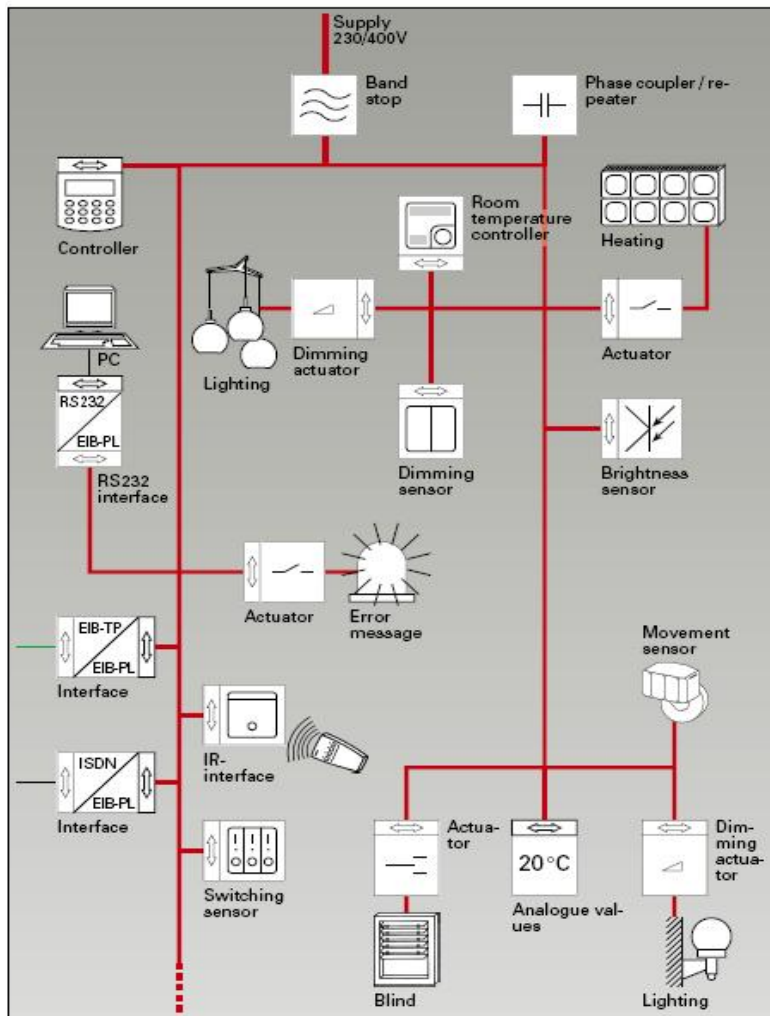 Supply
230/400V
Band
stop
Phase coupler / re-
peater
Controller
Room
temperature
controller
Heating
PC
Lighting
Dimming
actuator
Actuator
RS232
EIB-PL
RS232
interface
Dimming
sensor
Brightness
sensor
Actuator
Error
message
EIB-TP
EIB-PL
Interface
Movement
sensor
IR-
interface
ISDN
EIB-PL
Interface
Switching
sensor
Actua-
tor
20°C
Analogue val-
ues
Dim-
ming
actua-
tor
Blind
Lighting